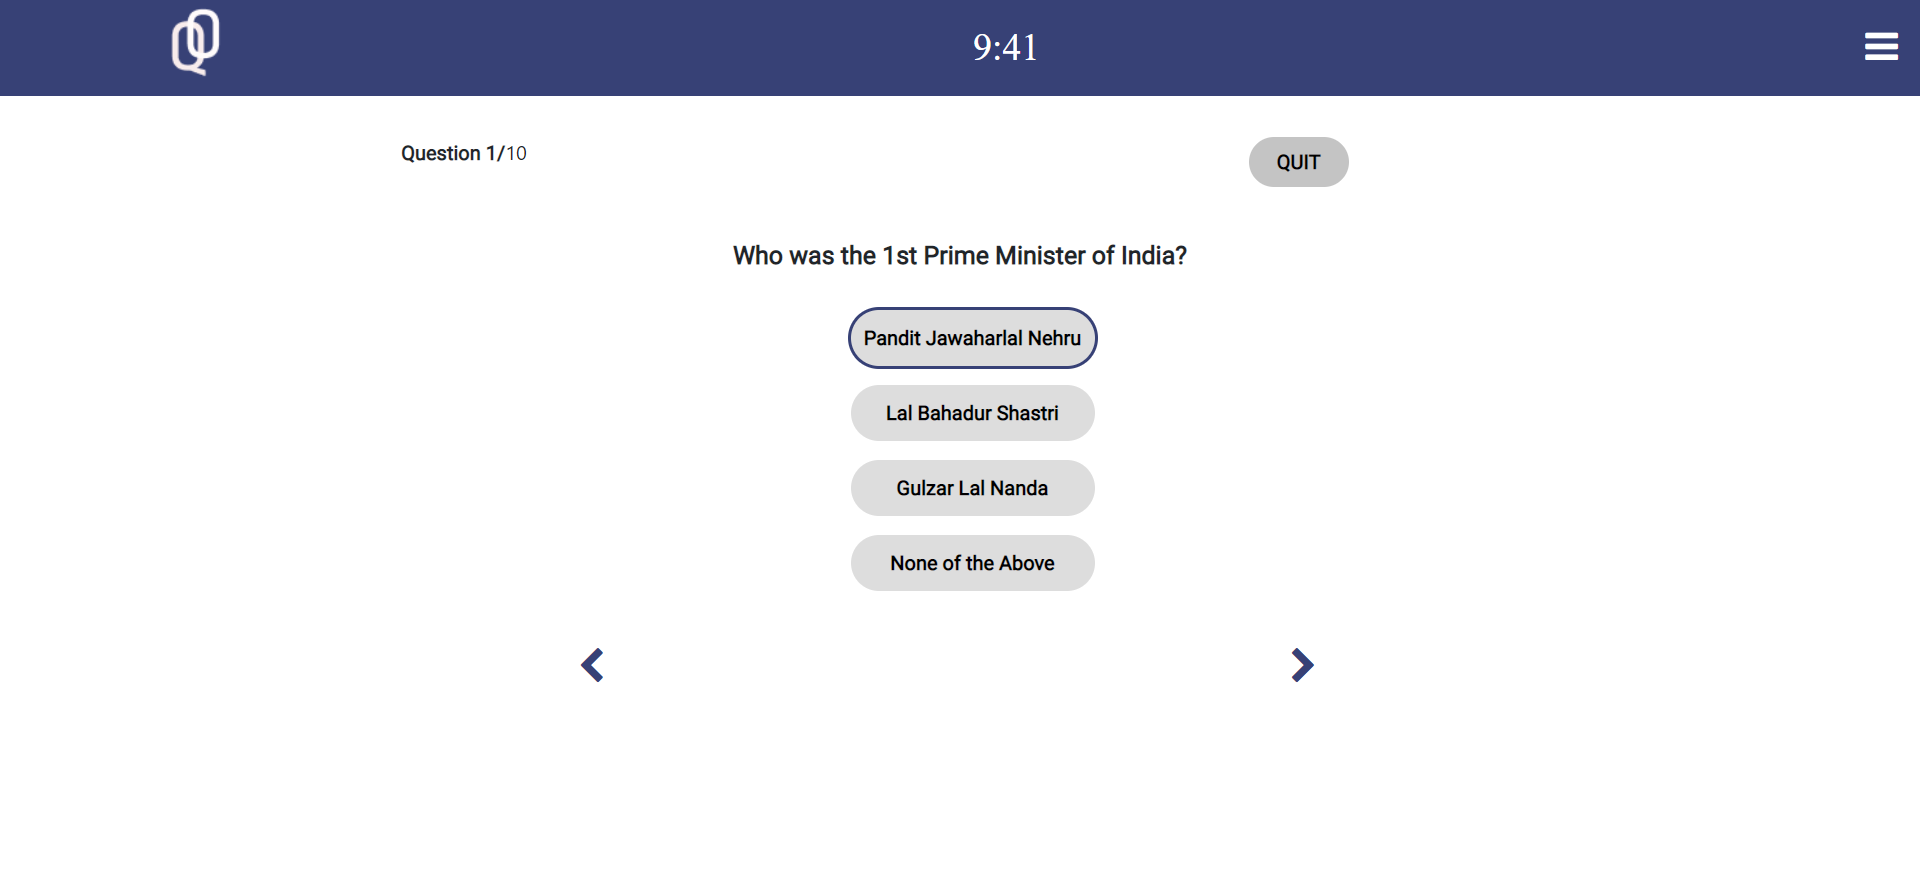 9:41
Question 1/10
QUIT
Who was the 1st Prime Minister of India?
Pandit Jawaharlal Nehru
Lal Bahadur Shastri
Gulzar Lal Nanda
None of the Above